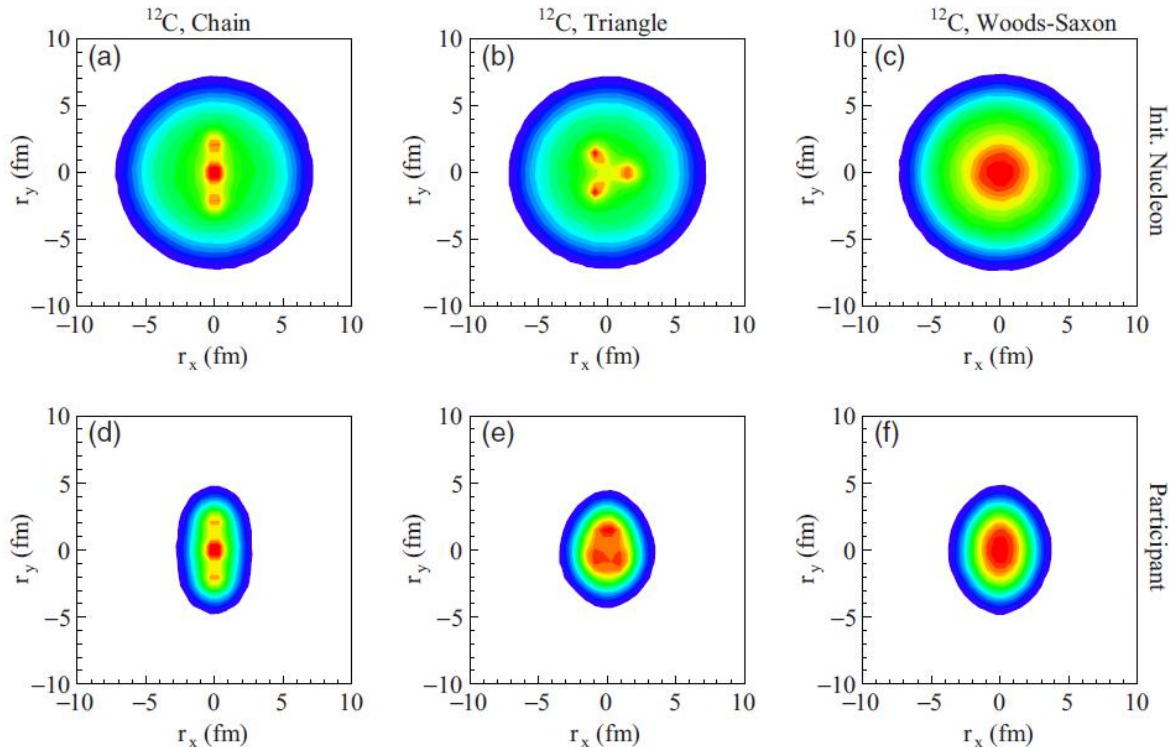 ¹²C, Chain
¹²C, Triangle
¹²C, Woods-Saxon
(a)
10
5
0
−5
−10
r_y (fm)
−10 −5 0 5 10
r_x (fm)
(b)
10
5
0
−5
−10
r_y (fm)
−10 −5 0 5 10
r_x (fm)
(c)
10
5
0
−5
−10
r_y (fm)
−10 −5 0 5 10
r_x (fm)
Init. Nucleon
(d)
10
5
0
−5
−10
r_y (fm)
−10 −5 0 5 10
r_x (fm)
(e)
10
5
0
−5
−10
r_y (fm)
−10 −5 0 5 10
r_x (fm)
(f)
10
5
0
−5
−10
r_y (fm)
−10 −5 0 5 10
r_x (fm)
Participant